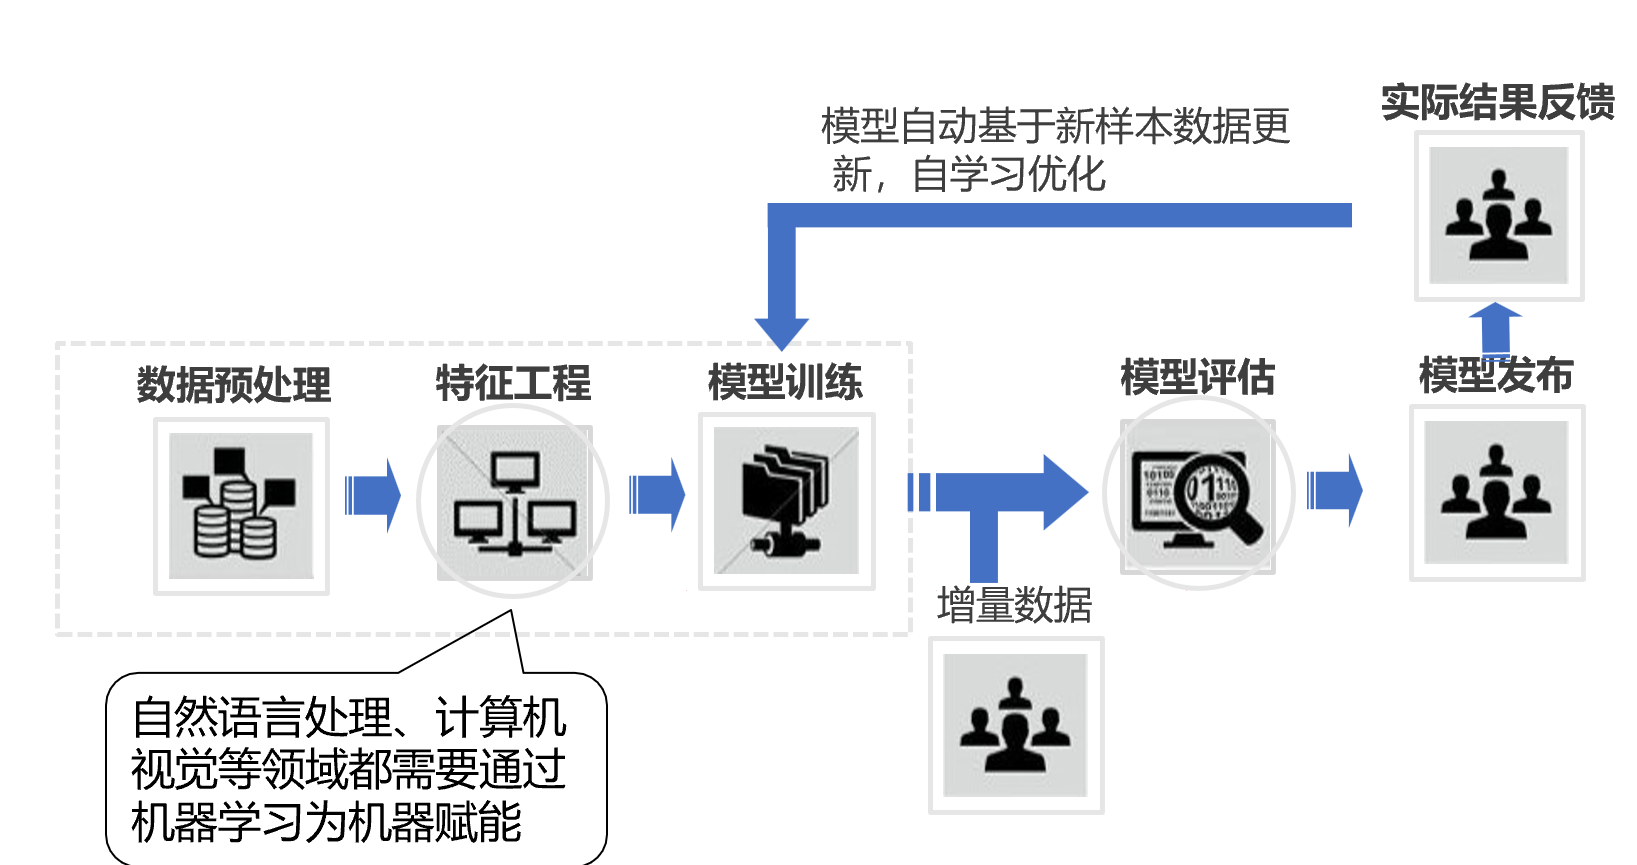 实际结果反馈
模型自动基于新样本数据更
新，自学习优化
数据预处理
特征工程
模型训练
模型评估
模型发布
10100
0110
01110
增量数据
自然语言处理、计算机
视觉等领域都需要通过
机器学习为机器赋能